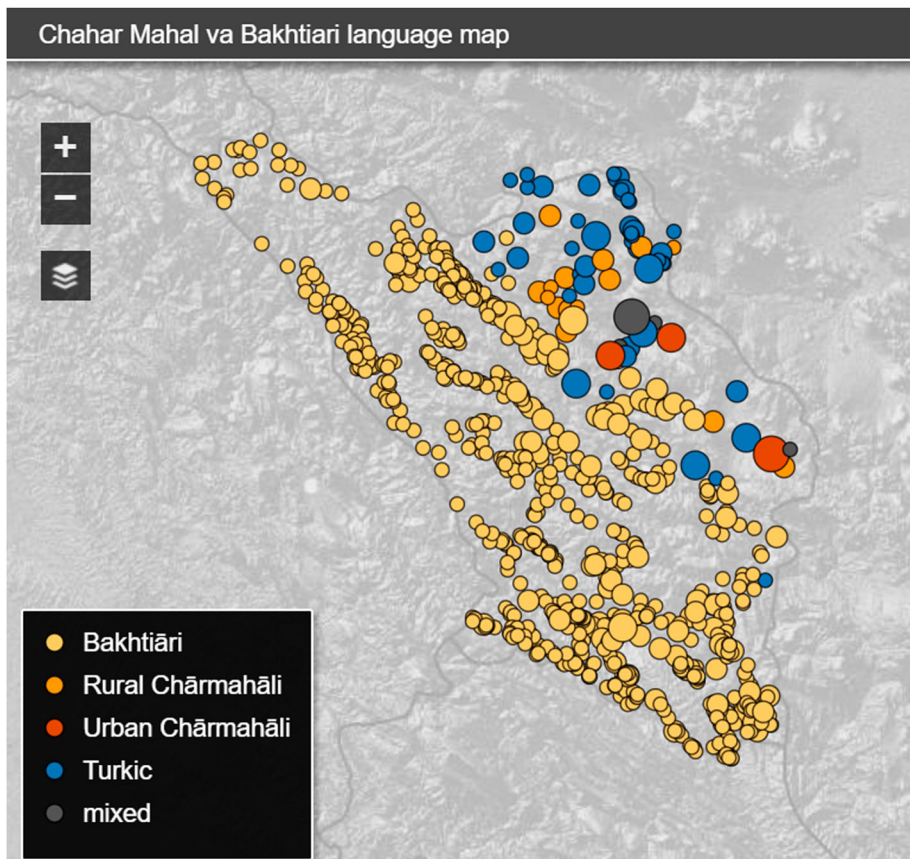 Chahar Mahal va Bakhtiari language map
+
−
Bakhtiāri
Rural Chārmahāli
Urban Chārmahāli
Turkic
mixed